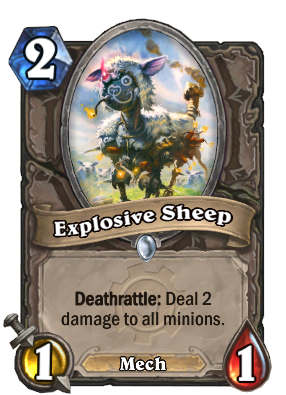 2
Explosive Sheep
Deathrattle: Deal 2
damage to all minions.
1
Mech
1